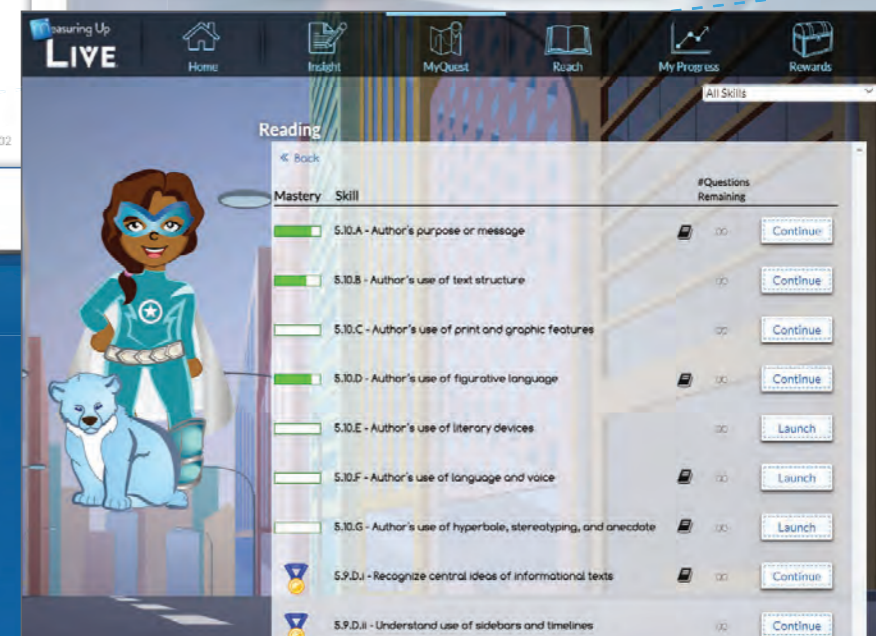 Measuring Up
LIVE
Home
Insight
MyQuest
Reach
My Progress
Rewards
All Skills
02
Reading
« Back
Mastery Skill #Questions Remaining
5.10.A - Author's purpose or message ∞ Continue
5.10.B - Author's use of text structure ∞ Continue
5.10.C - Author's use of print and graphic features ∞ Continue
5.10.D - Author's use of figurative language ∞ Continue
5.10.E - Author's use of literary devices ∞ Launch
5.10.F - Author's use of language and voice ∞ Launch
5.10.G - Author's use of hyperbole, stereotyping, and anecdote ∞ Launch
5.9.D.i - Recognize central ideas of informational texts ∞ Continue
5.9.D.ii - Understand use of sidebars and timelines ∞ Continue